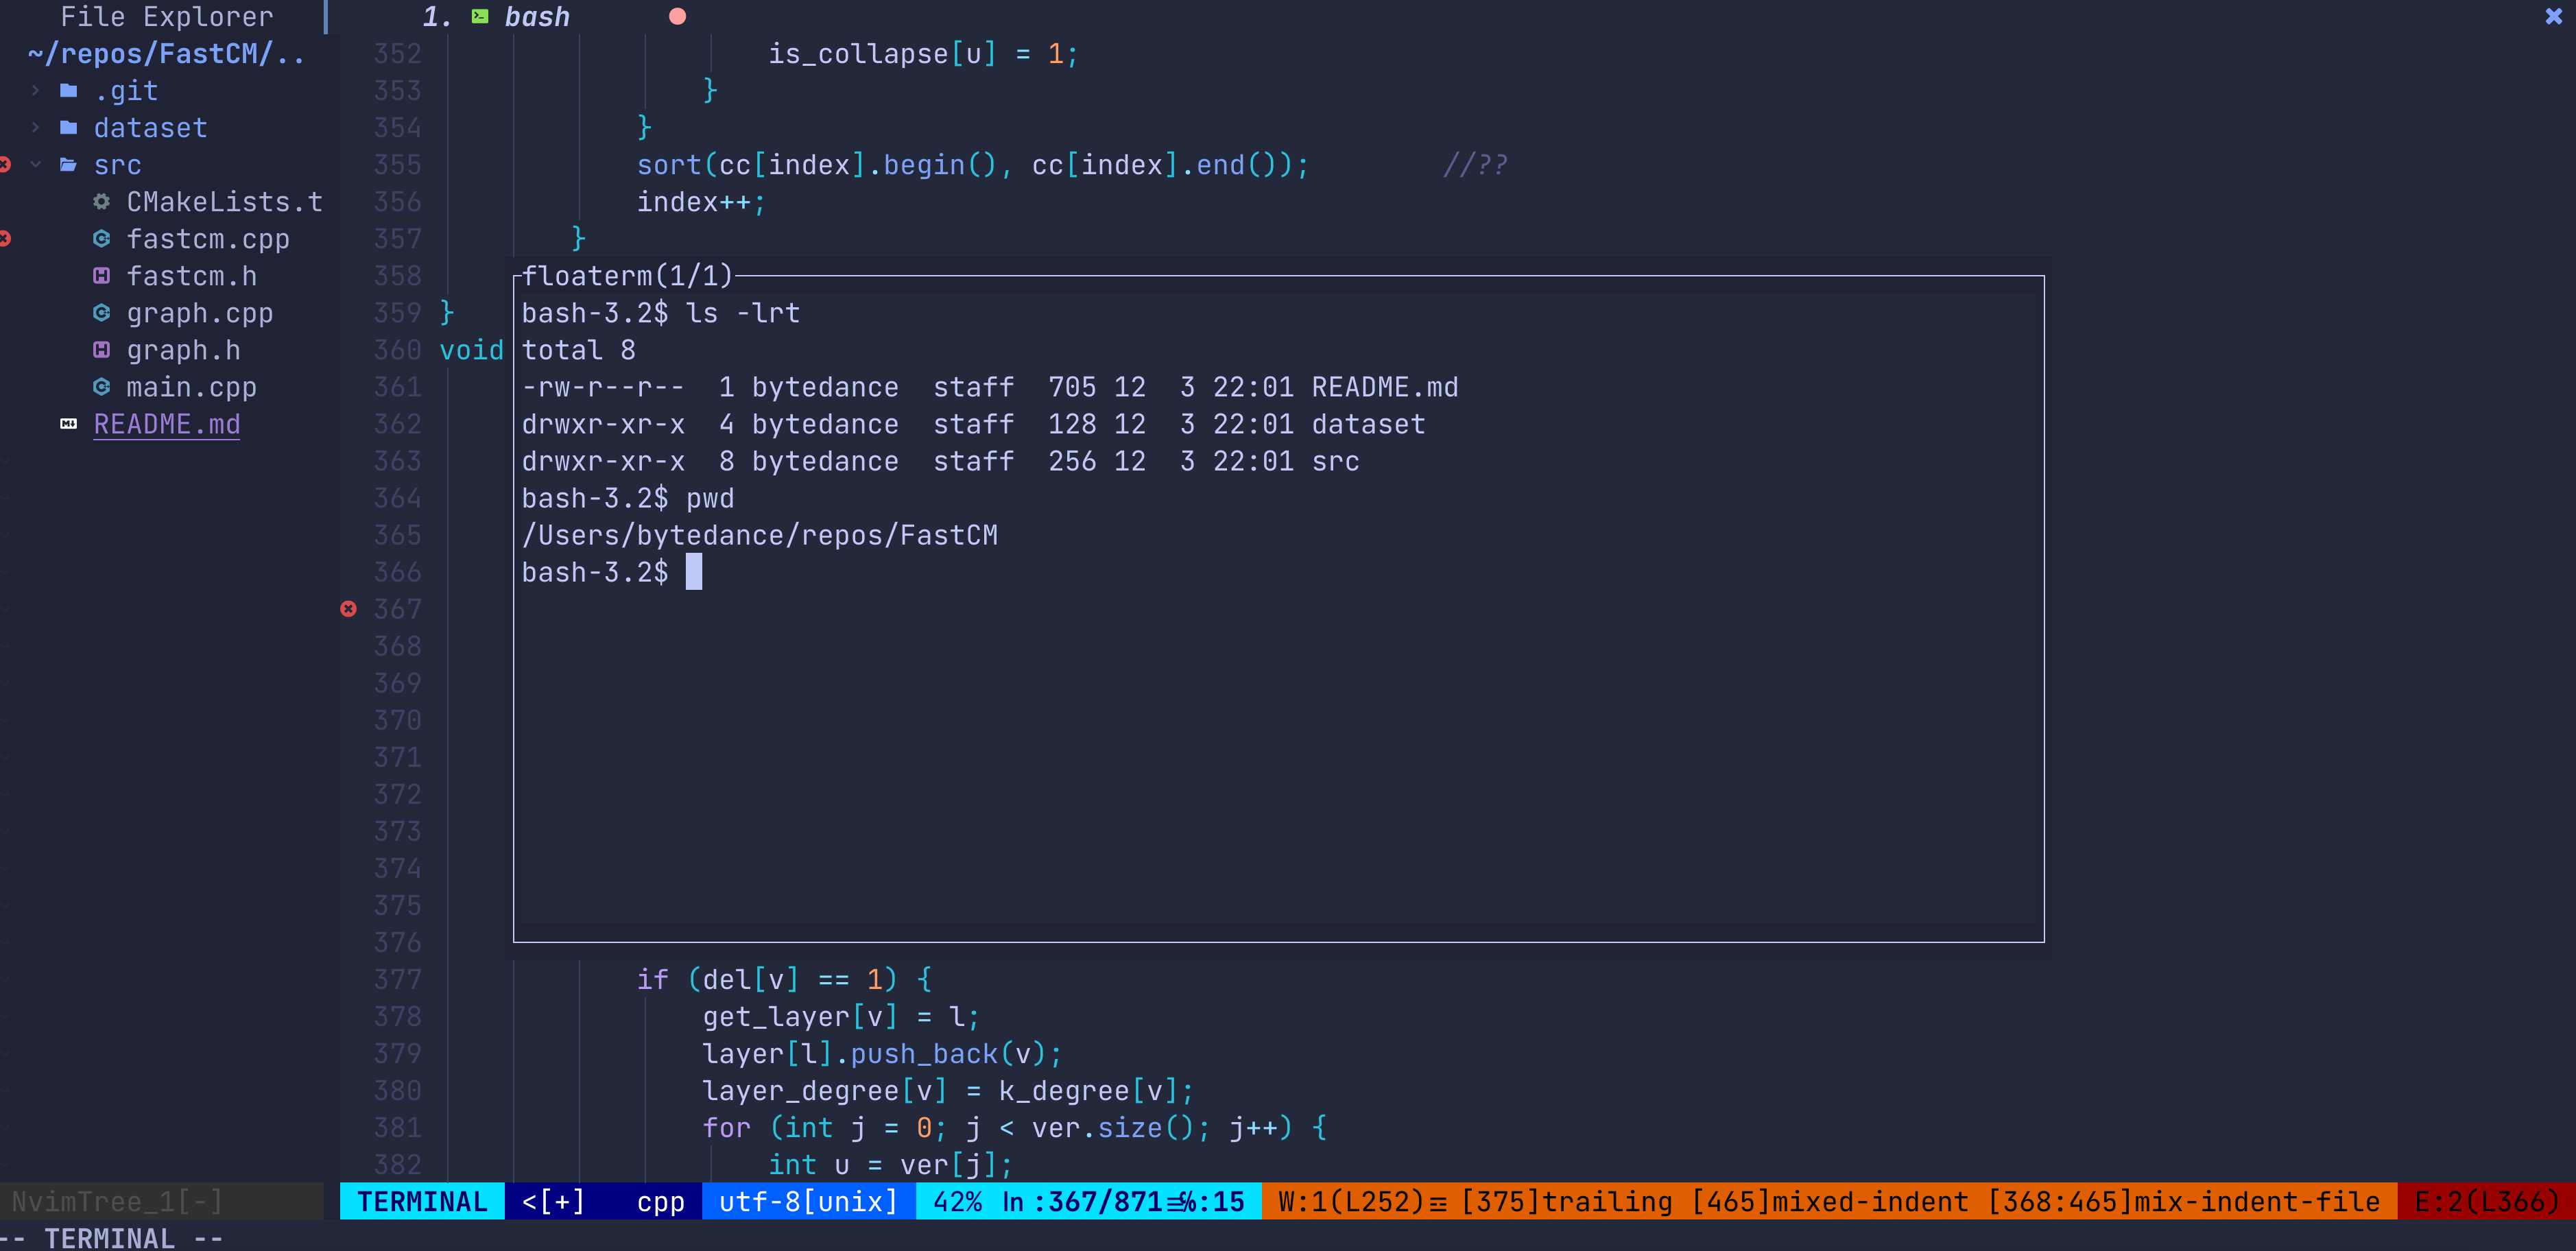 File Explorer
~/repos/FastCM/..
.git
dataset
src
CMakeLists.t
fastcm.cpp
fastcm.h
graph.cpp
graph.h
main.cpp
README.md
NvimTree_1[-]
1. bash
352 is_collapse[u] = 1;
353 }
354 }
355 sort(cc[index].begin(), cc[index].end()); //??
356 index++;
357 }
358
359 }
360 void
361
362
363
364
365
366
367
368
369
370
371
372
373
374
375
376
floaterm(1/1)
bash-3.2$ ls -lrt
total 8
-rw-r--r-- 1 bytedance staff 705 12 3 22:01 README.md
drwxr-xr-x 4 bytedance staff 128 12 3 22:01 dataset
drwxr-xr-x 8 bytedance staff 256 12 3 22:01 src
bash-3.2$ pwd
/Users/bytedance/repos/FastCM
bash-3.2$
377 if (del[v] == 1) {
378 get_layer[v] = l;
379 layer[l].push_back(v);
380 layer_degree[v] = k_degree[v];
381 for (int j = 0; j < ver.size(); j++) {
382 int u = ver[j];
TERMINAL <[+] cpp utf-8[unix] 42% ln :367/871≡℅:15 W:1(L252)☲ [375]trailing [465]mixed-indent [368:465]mix-indent-file E:2(L366)
-- TERMINAL --